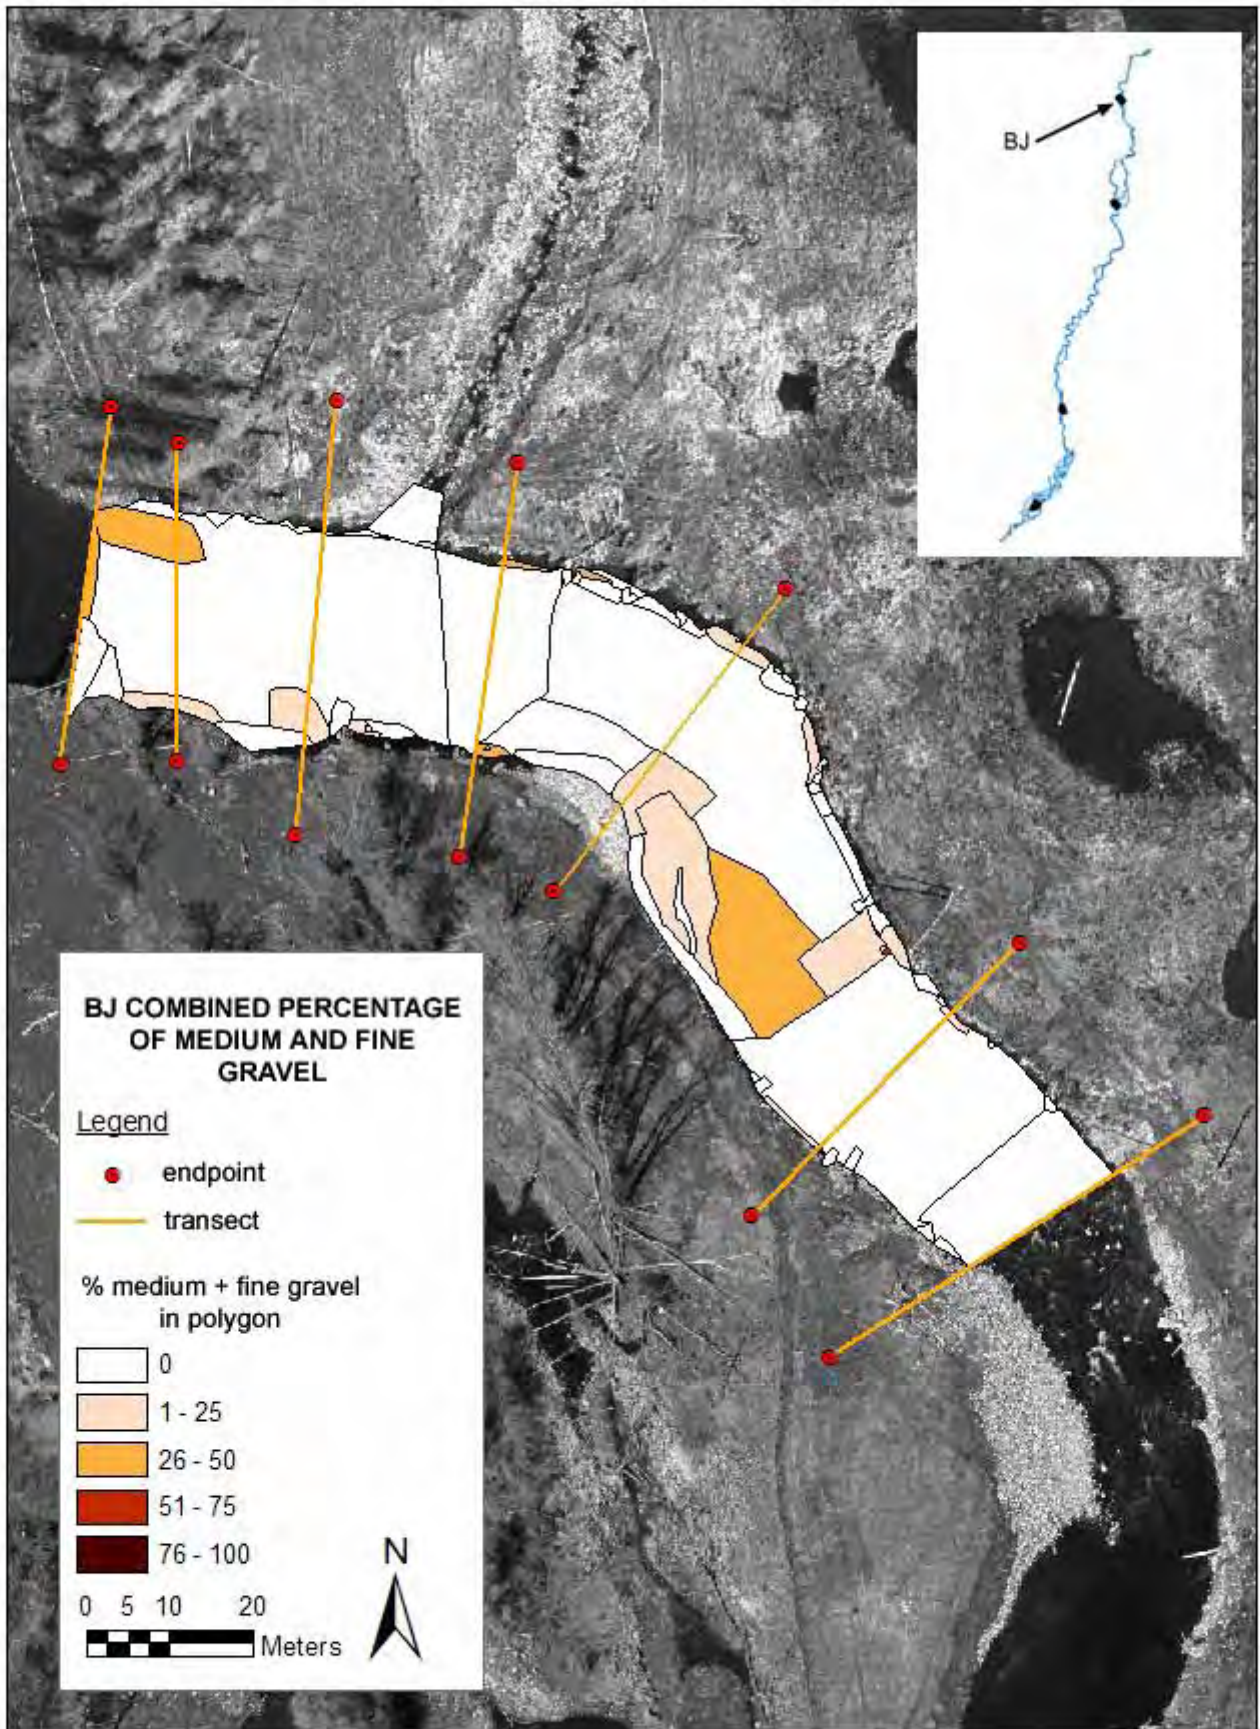 BJ
BJ COMBINED PERCENTAGE
OF MEDIUM AND FINE
GRAVEL
Legend
endpoint
transect
% medium + fine gravel
in polygon
0
1 - 25
26 - 50
51 - 75
76 - 100
N
0 5 10 20
Meters